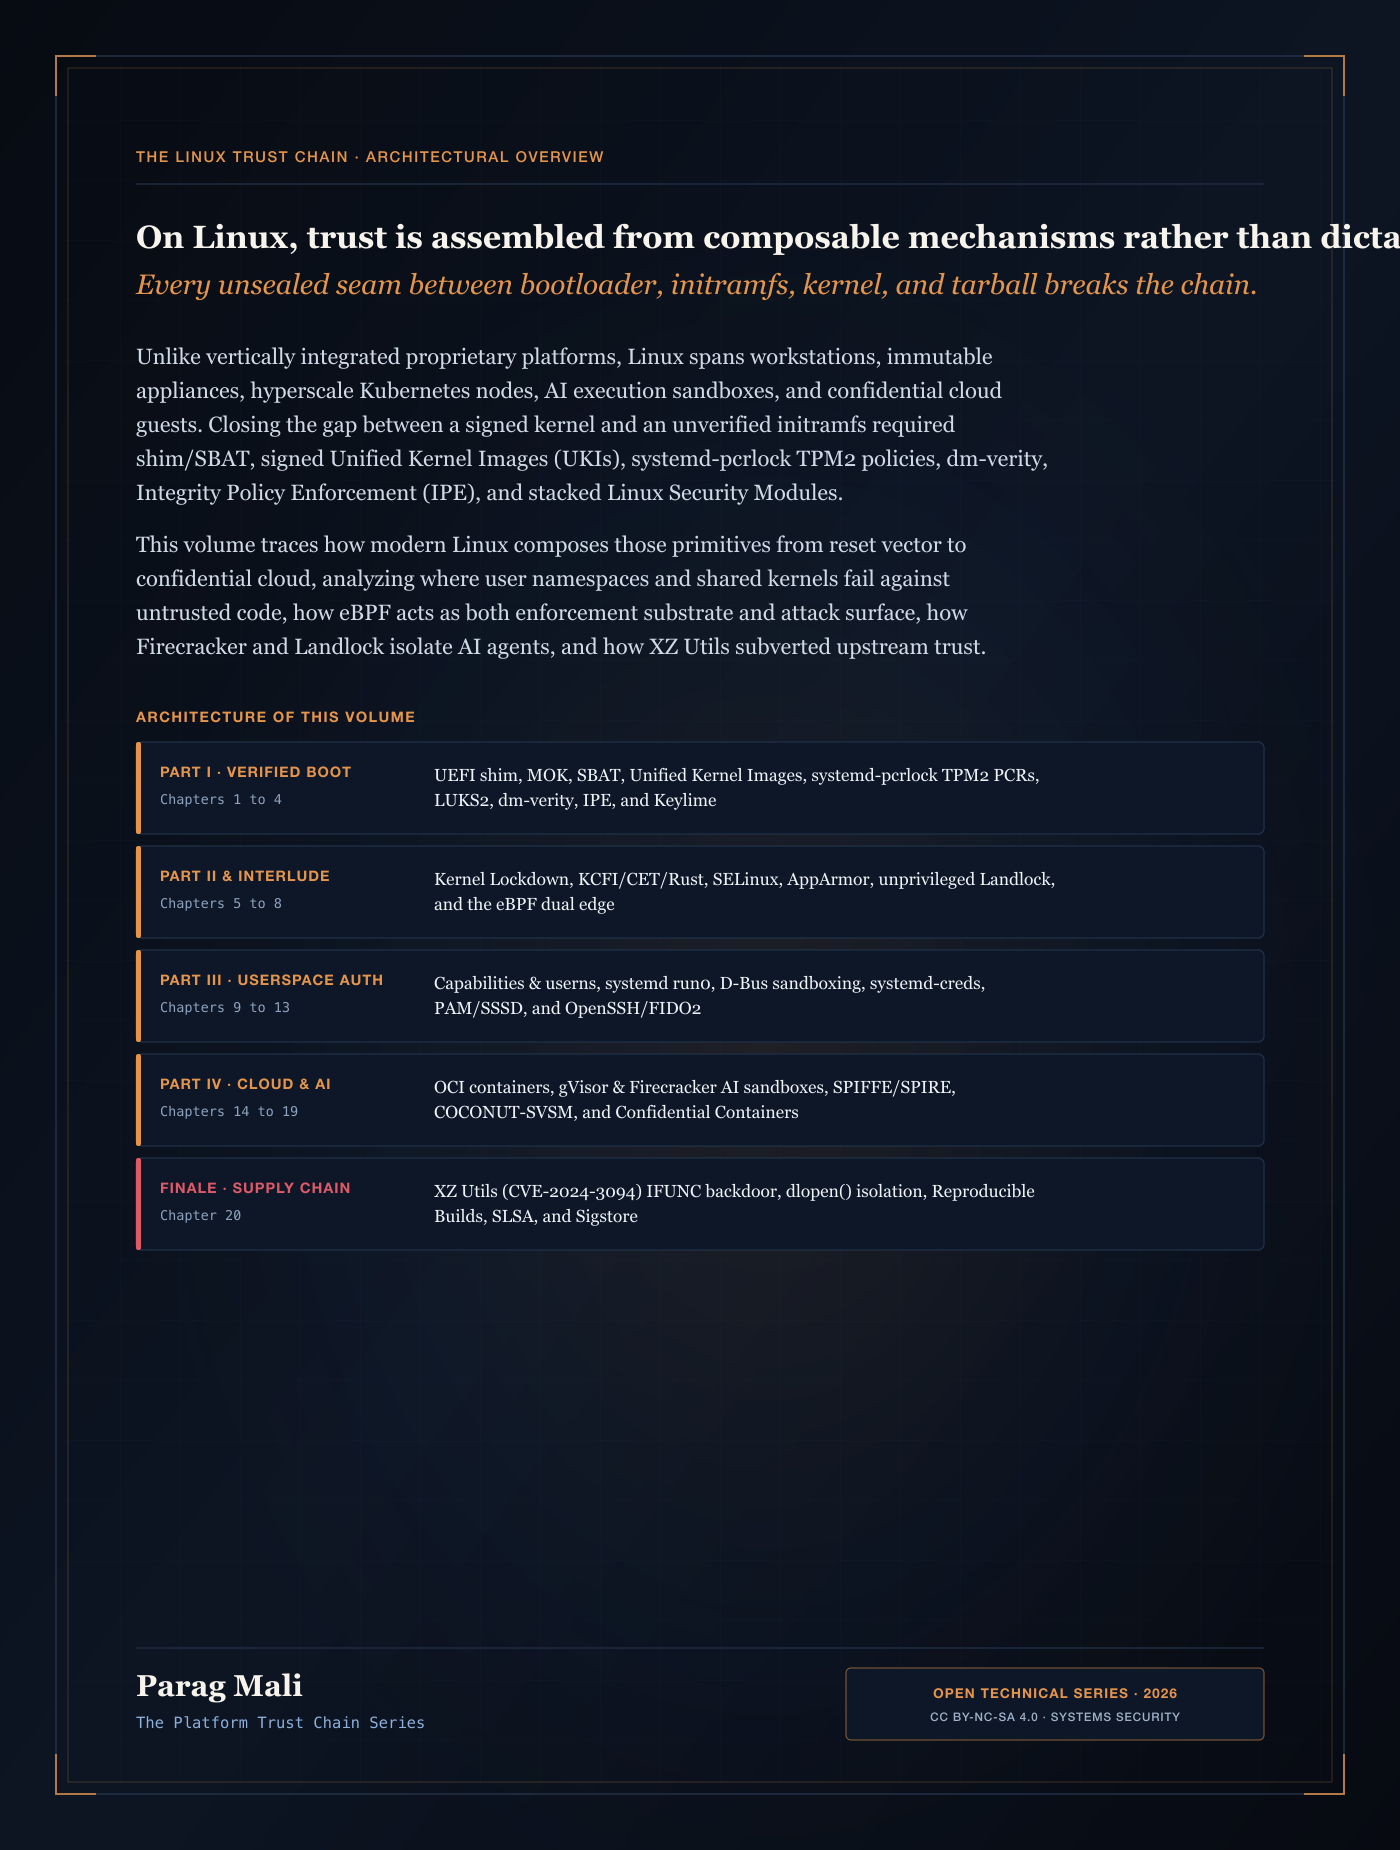 THE LINUX TRUST CHAIN · ARCHITECTURAL OVERVIEW
On Linux, trust is assembled from composable mechanisms rather than dicta
Every unsealed seam between bootloader, initramfs, kernel, and tarball breaks the chain.
Unlike vertically integrated proprietary platforms, Linux spans workstations, immutable
appliances, hyperscale Kubernetes nodes, AI execution sandboxes, and confidential cloud
guests. Closing the gap between a signed kernel and an unverified initramfs required
shim/SBAT, signed Unified Kernel Images (UKIs), systemd-pcrlock TPM2 policies, dm-verity,
Integrity Policy Enforcement (IPE), and stacked Linux Security Modules.
This volume traces how modern Linux composes those primitives from reset vector to
confidential cloud, analyzing where user namespaces and shared kernels fail against
untrusted code, how eBPF acts as both enforcement substrate and attack surface, how
Firecracker and Landlock isolate AI agents, and how XZ Utils subverted upstream trust.
ARCHITECTURE OF THIS VOLUME
PART I · VERIFIED BOOT
Chapters 1 to 4
UEFI shim, MOK, SBAT, Unified Kernel Images, systemd-pcrlock TPM2 PCRs,
LUKS2, dm-verity, IPE, and Keylime
PART II & INTERLUDE
Chapters 5 to 8
Kernel Lockdown, KCFI/CET/Rust, SELinux, AppArmor, unprivileged Landlock,
and the eBPF dual edge
PART III · USERSPACE AUTH
Chapters 9 to 13
Capabilities & userns, systemd run0, D-Bus sandboxing, systemd-creds,
PAM/SSSD, and OpenSSH/FIDO2
PART IV · CLOUD & AI
Chapters 14 to 19
OCI containers, gVisor & Firecracker AI sandboxes, SPIFFE/SPIRE,
COCONUT-SVSM, and Confidential Containers
FINALE · SUPPLY CHAIN
Chapter 20
XZ Utils (CVE-2024-3094) IFUNC backdoor, dlopen() isolation, Reproducible
Builds, SLSA, and Sigstore
Parag Mali
The Platform Trust Chain Series
OPEN TECHNICAL SERIES · 2026
CC BY-NC-SA 4.0 · SYSTEMS SECURITY